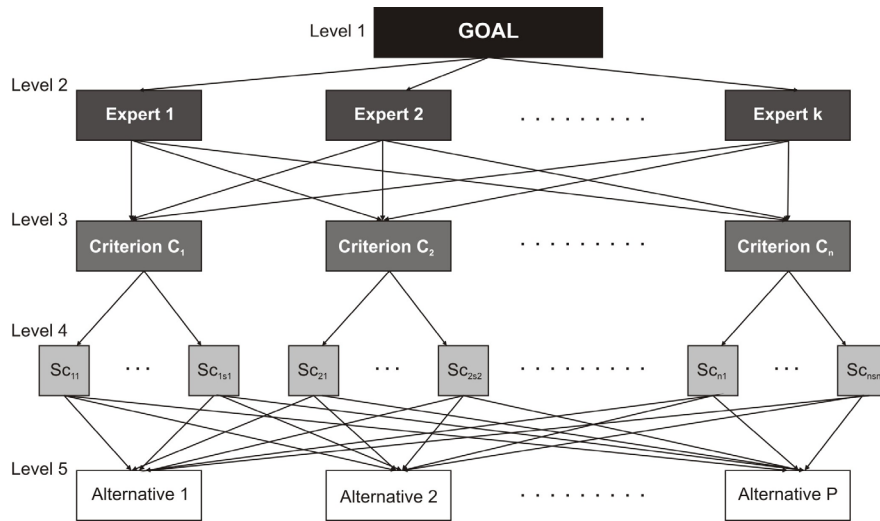 Level 1
GOAL
Level 2
Expert 1
Expert 2
. . . . . . . . .
Expert k
Level 3
Criterion C₁
Criterion C₂
. . . . . . . . .
Criterion Cₙ
Level 4
Sc₁₁
...
Sc₁ₛ₁
Sc₂₁
...
Sc₂ₛ₂
. . . . . . . . .
Scₙ₁
...
Scₙₛₙ
Level 5
Alternative 1
Alternative 2
. . . . . . . . .
Alternative P